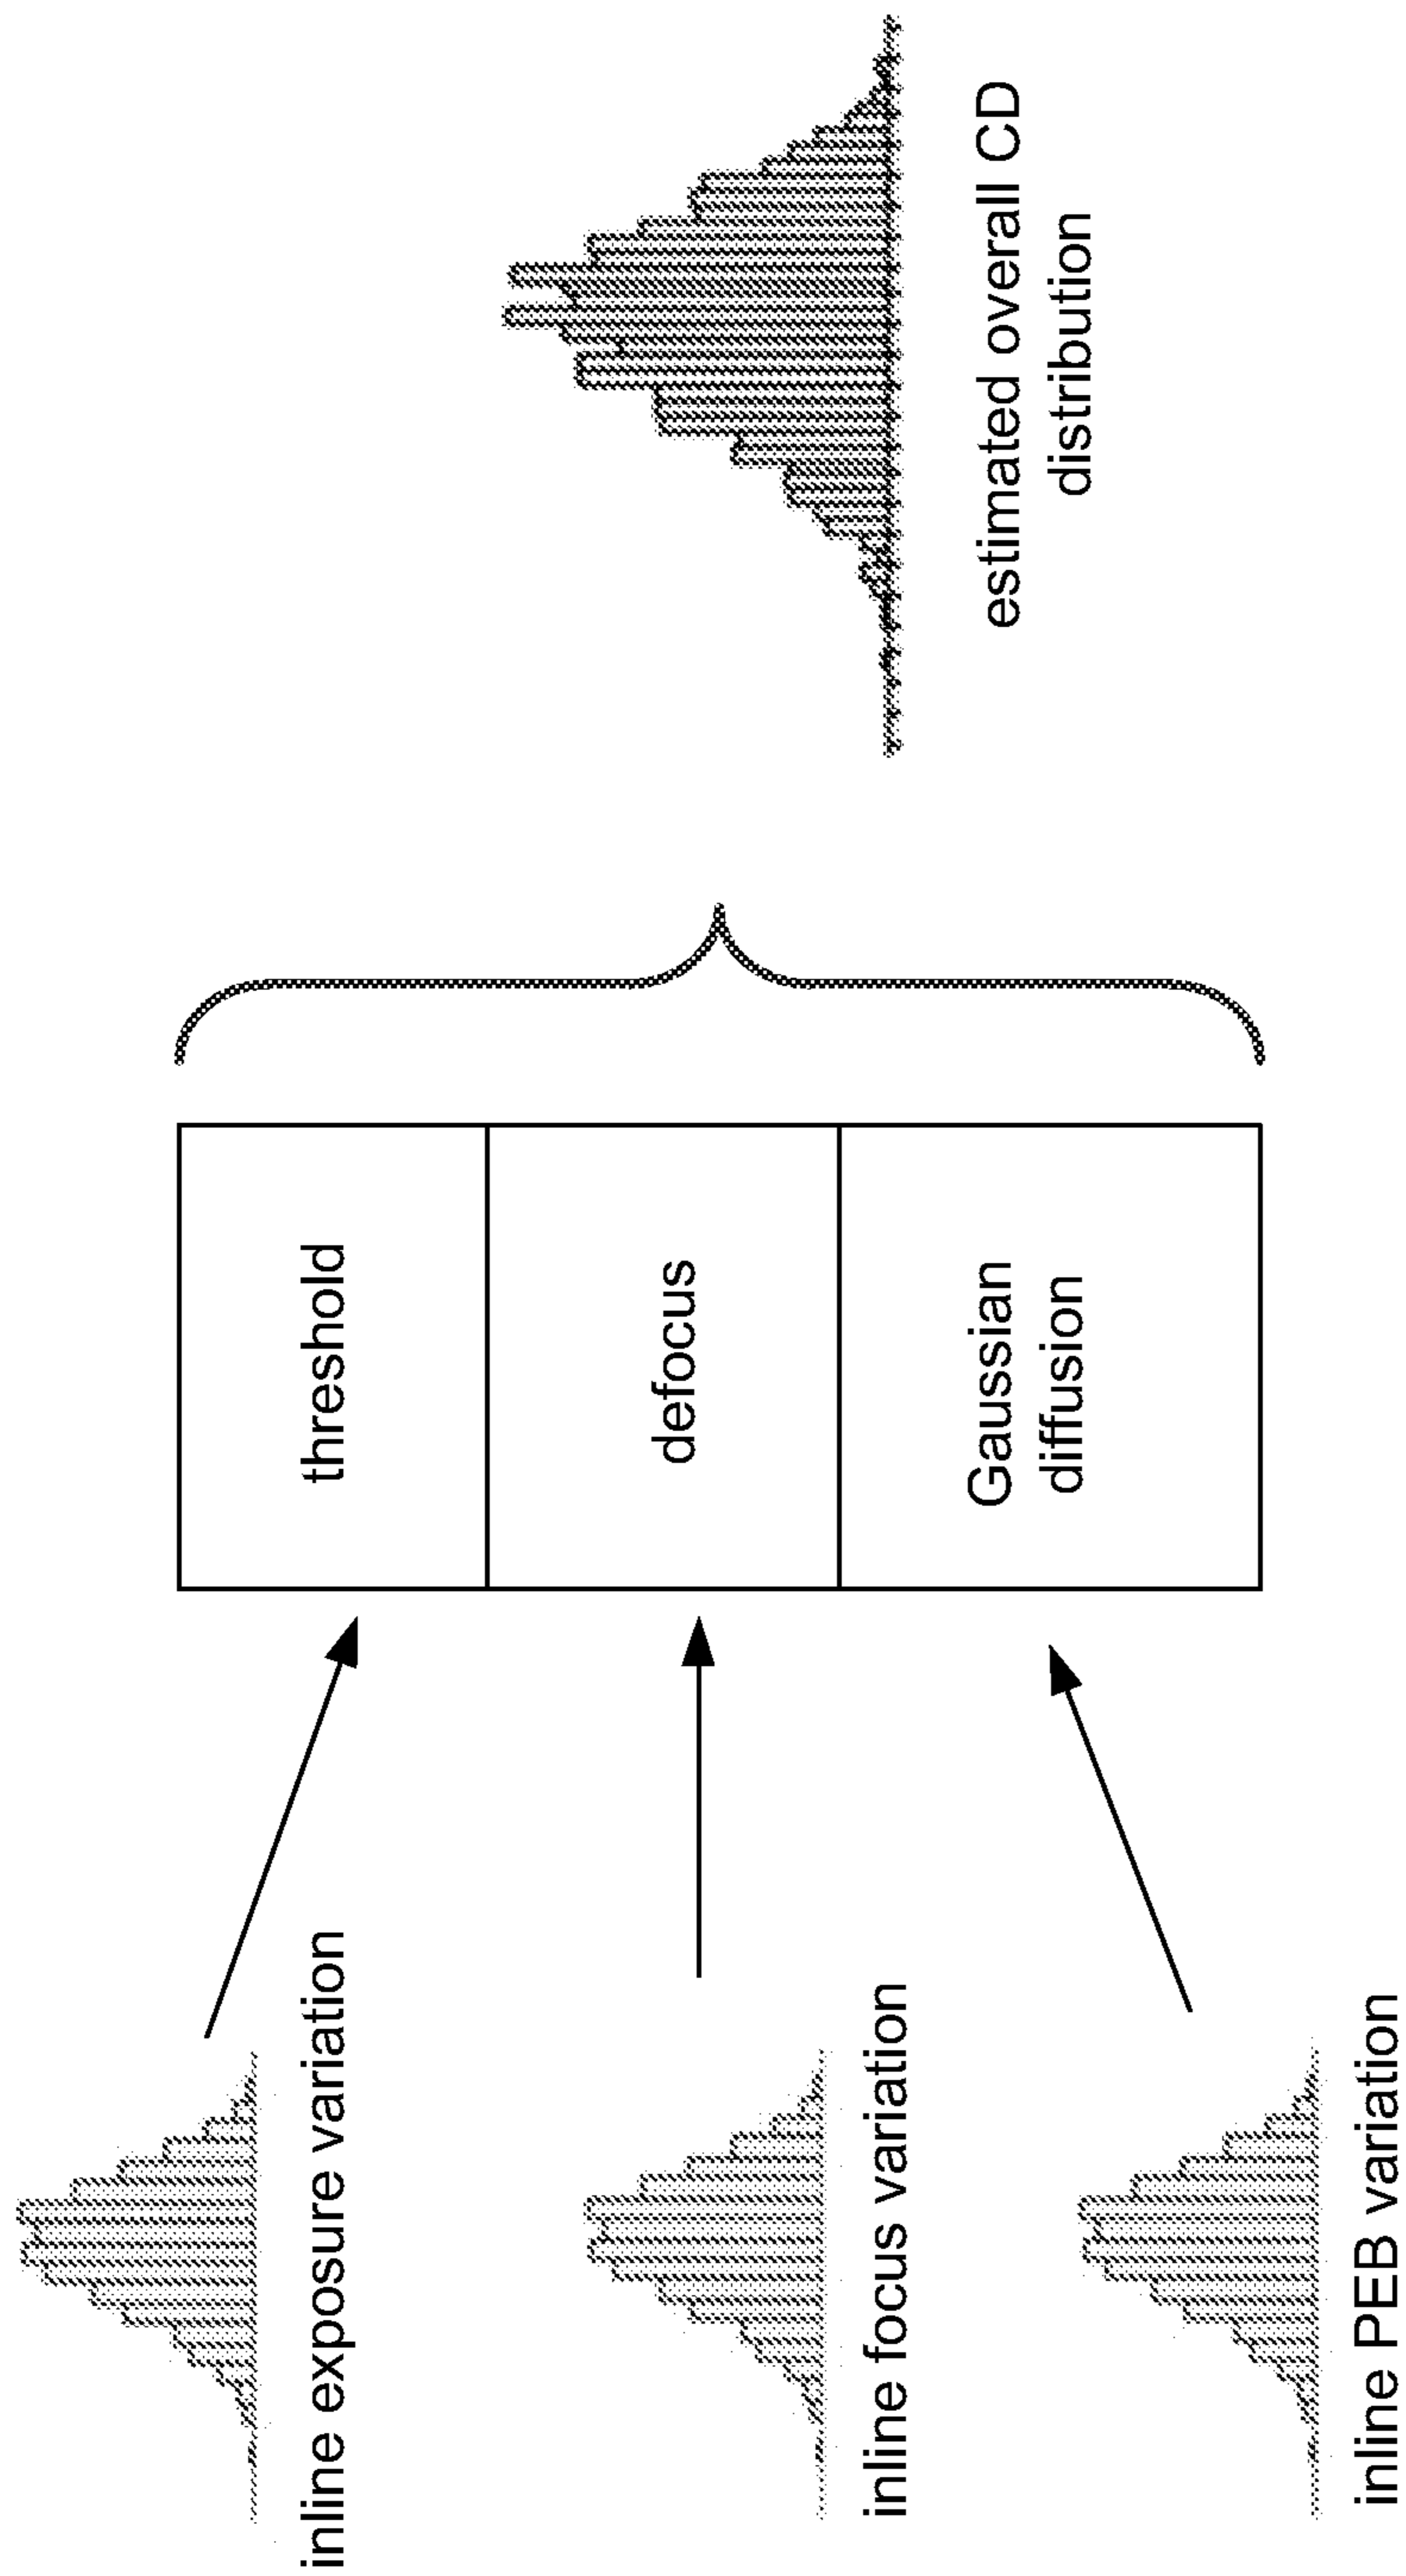 inline exposure variation
inline focus variation
inline PEB variation
threshold
defocus
Gaussian
diffusion
estimated overall CD
distribution